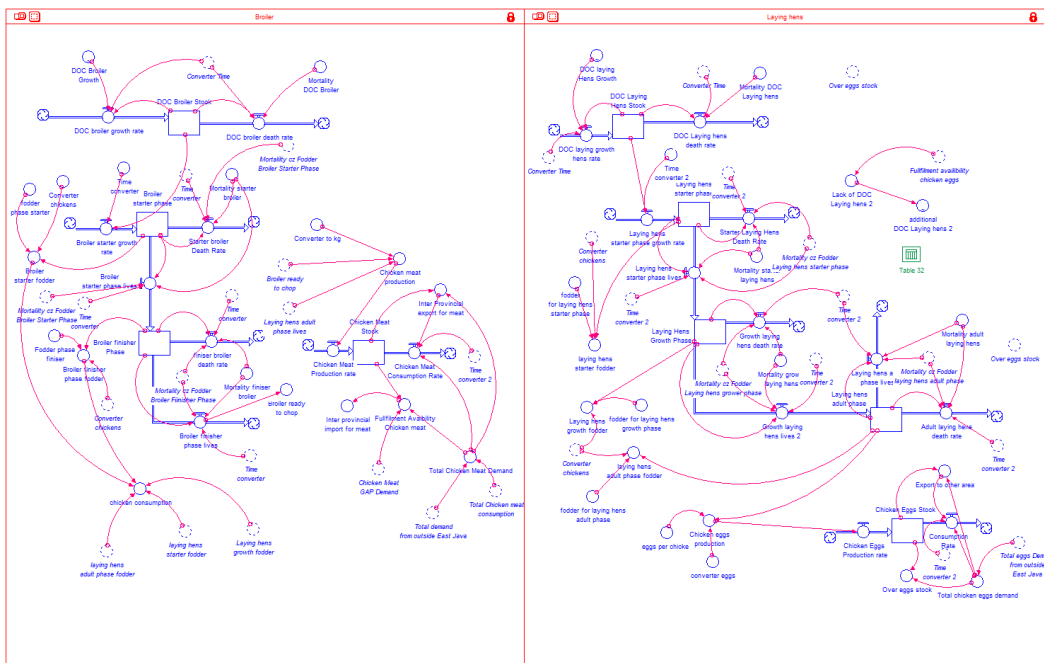 Broiler
DOC Broiler
Growth
Converter Time
Mortality
DOC Broiler
DOC Broiler Stock
DOC broiler growth rate
DOC broiler death rate
Mortality cz Fodder
Broiler Starter Phase
fodder
phase starter
Converter
chickens
Time
converter
Broiler
starter phase
Time
converter
Mortality starter
broiler
Broiler starter growth
rate
Starter broiler
Death Rate
Converter to kg
Broiler
starter fodder
Broiler
starter phase lives
Broiler ready
to chop
Chicken meat
production
Mortality cz Fodder
Broiler Starter Phase
Time
converter
Time
converter
Laying hens adult
phase lives
Inter Provincial
export for meat
Chicken Meat
Stock
Fodder phase
finiser
Broiler finisher
Phase
finiser broiler
death rate
Broiler finisher
phase fodder
Chicken Meat
Production rate
Chicken Meat
Consumption Rate
Time
converter 2
Mortality cz Fodder
Broiler Fiinisher Phase
Mortality finiser
broiler
Broiler ready
to chop
Converter
chickens
Inter provincial
import for meat
Fullfilment Avaibility
Chicken meat
Broiler finisher
phase lives
Time
converter
Chicken Meat
GAP Demand
Total Chicken Meat Demand
chicken consumption
Total Chicken meat
consumption
Total demand
from outside East Java
laying hens
starter fodder
Laying hens
growth fodder
laying hens
adult phase fodder
Laying hens
DOC laying
Hens Growth
Converter Time
Mortality DOC
Laying hens
Over eggs stock
DOC Laying
Hens Stock
DOC laying growth
hens rate
DOC Laying hens
death rate
Converter Time
Time
converter 2
Fullfilment availibility
chicken eggs
Laying hens
starter phase
Time
converter 2
Lack of DOC
Laying hens 2
additional
DOC Laying hens 2
Laying hens
starter phase growth rate
Starter Laying Hens
Death Rate
Converter
chickens
Mortality cz Fodder
Laying hens starter phase
Table 32
Laying hens
starter phase lives
Mortality
laying hens
fodder
for laying hens
starter phase
Time
converter 2
Time
converter 2
Laying Hens
Growth Phase
Growth laying
hens death rate
Mortality adult
laying hens
Over eggs stock
laying hens
starter fodder
Mortality cz Fodder
Laying hens grower phase
Mortality grow
laying hens
Time
converter 2
Laying hens a
phase lives
Mortality cz Fodder
laying hens adult phase
Laying hens
adult phase
Laying hens
growth fodder
fodder for laying hens
growth phase
Growth laying
hens lives 2
Adult laying hens
death rate
Time
converter 2
Converter
chickens
laying hens
adult phase fodder
fodder for laying hens
adult phase
Export to other area
Chicken Eggs Stock
eggs per chicke
Chicken eggs
production
converter eggs
Chicken Eggs
Production rate
Consumption
Rate
Time
converter 2
Total eggs Dem
from outside
East Java
Over eggs stock
Total chicken eggs demand